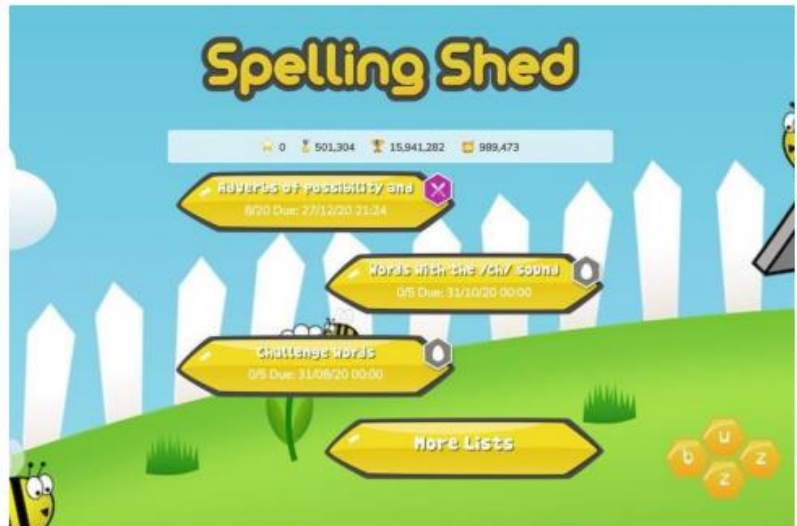 Spelling Shed
0 501,304 15,941,282 989,473
Adverbs of possibility and
8/20 Due: 27/12/20 21:24
Words with the /ch/ sound
0/5 Due: 31/10/20 00:00
Challenge words
0/5 Due: 31/08/20 00:00
More Lists
b u z z